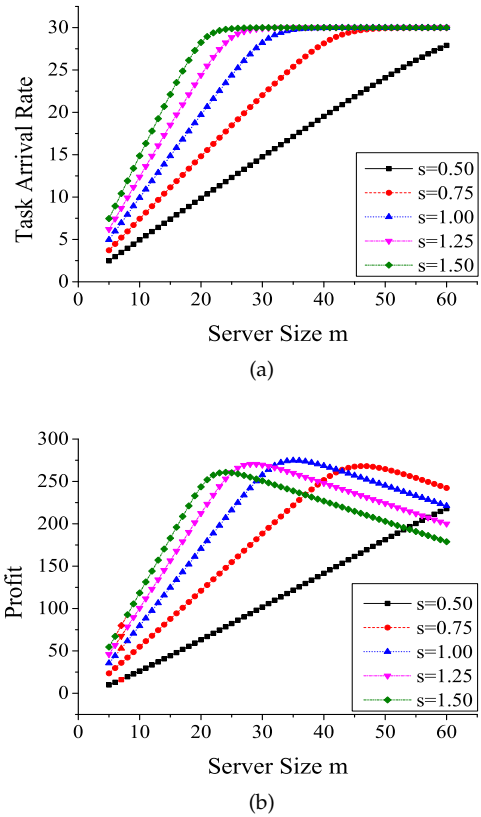 30
25
20
15
10
5
0
Task Arrival Rate
s=0.50
s=0.75
s=1.00
s=1.25
s=1.50
0 10 20 30 40 50 60
Server Size m
(a)
300
250
200
150
100
50
0
Profit
s=0.50
s=0.75
s=1.00
s=1.25
s=1.50
0 10 20 30 40 50 60
Server Size m
(b)